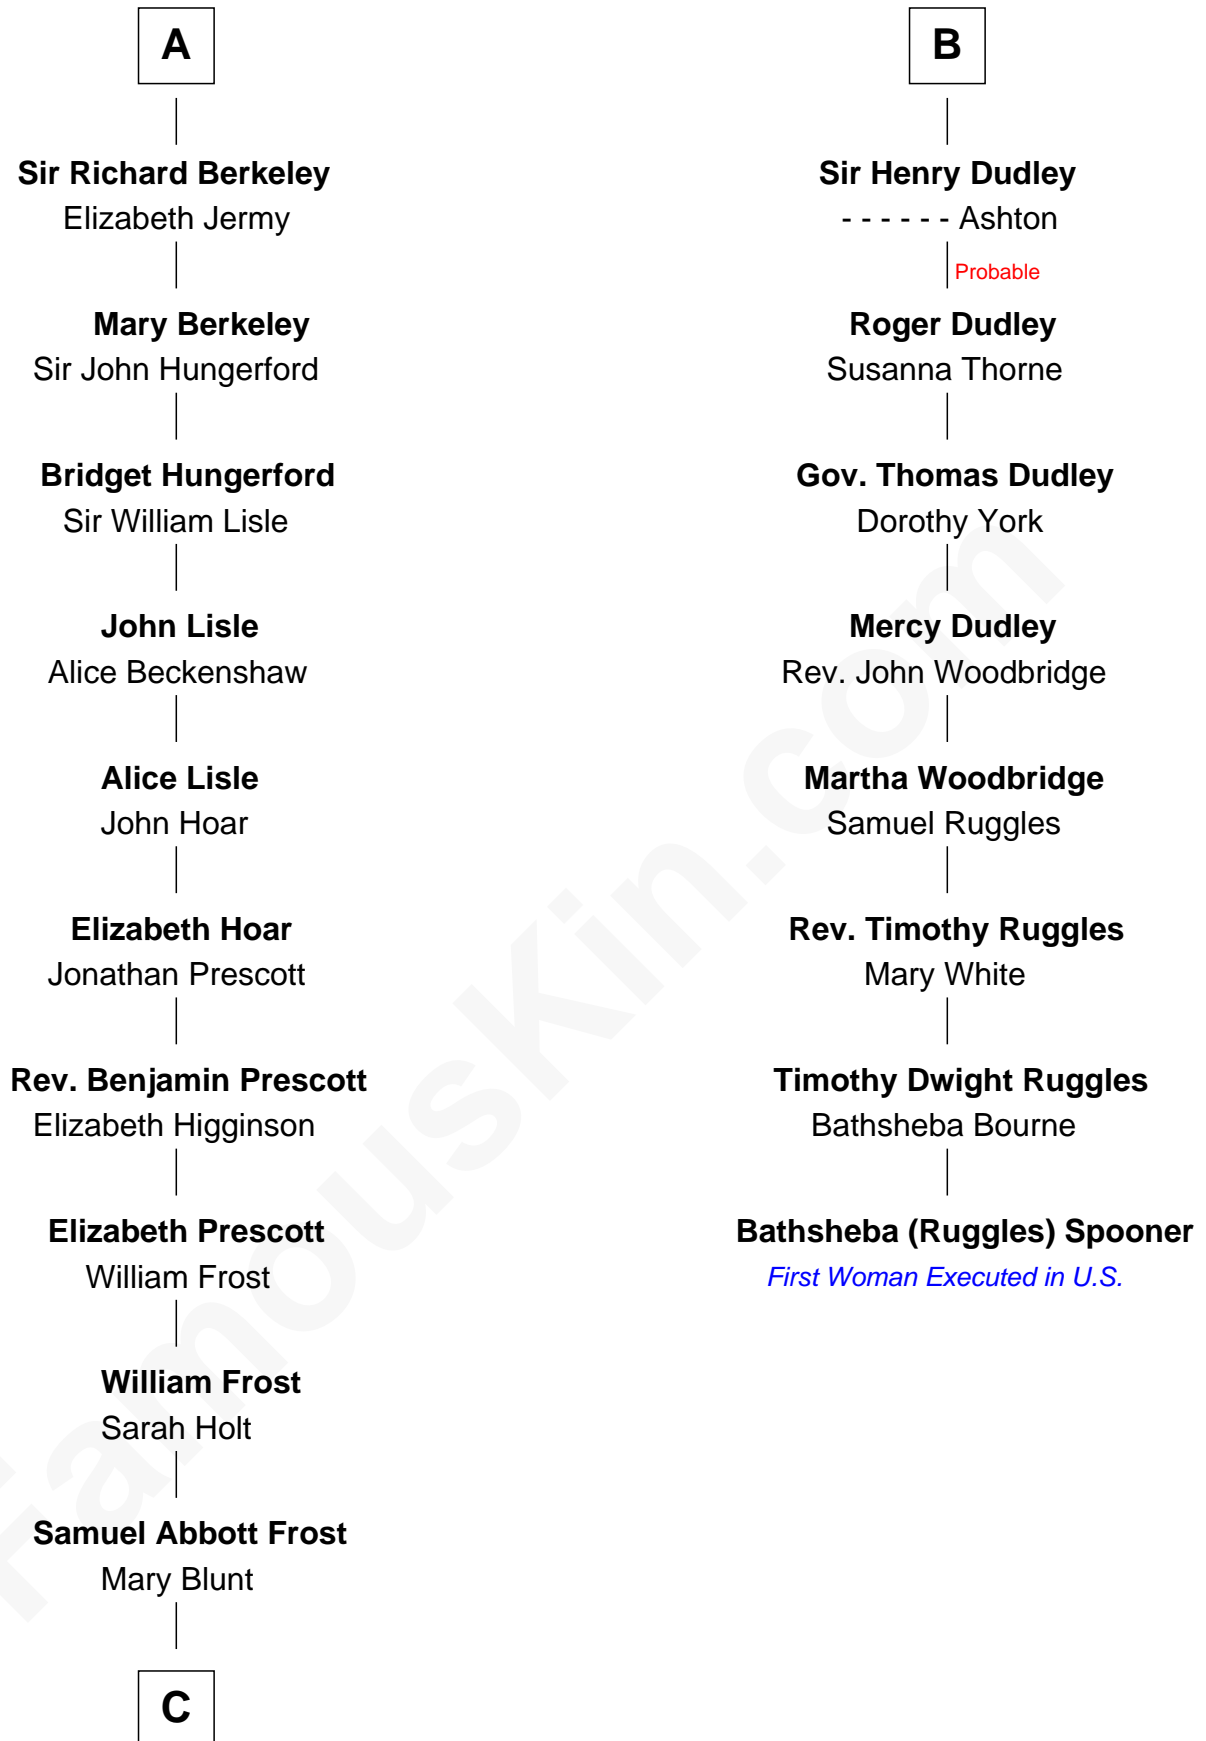 A
Sir Richard Berkeley
Elizabeth Jermy
Mary Berkeley
Sir John Hungerford
Bridget Hungerford
Sir William Lisle
John Lisle
Alice Beckenshaw
Alice Lisle
John Hoar
Elizabeth Hoar
Jonathan Prescott
Rev. Benjamin Prescott
Elizabeth Higginson
Elizabeth Prescott
William Frost
William Frost
Sarah Holt
Samuel Abbott Frost
Mary Blunt
C
B
Sir Henry Dudley
- - - - - - Ashton
Probable
Roger Dudley
Susanna Thorne
Gov. Thomas Dudley
Dorothy York
Mercy Dudley
Rev. John Woodbridge
Martha Woodbridge
Samuel Ruggles
Rev. Timothy Ruggles
Mary White
Timothy Dwight Ruggles
Bathsheba Bourne
Bathsheba (Ruggles) Spooner
First Woman Executed in U.S.
FamousKin.com